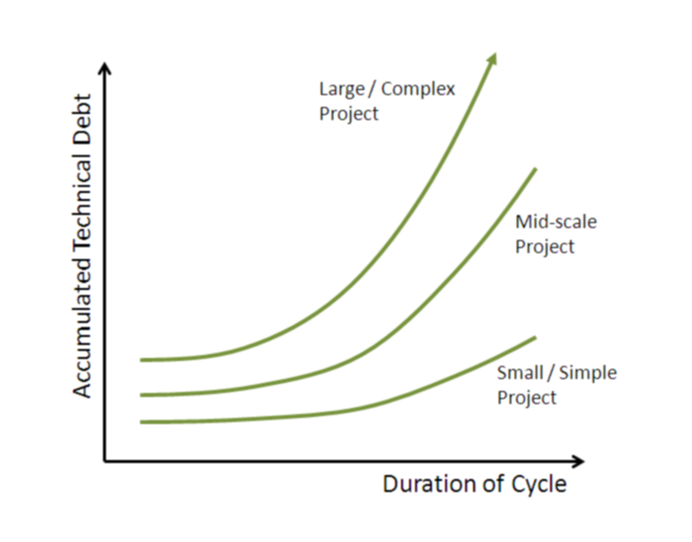 Large / Complex
Project
Accumulated Technical Debt
Mid-scale
Project
Small / Simple
Project
Duration of Cycle